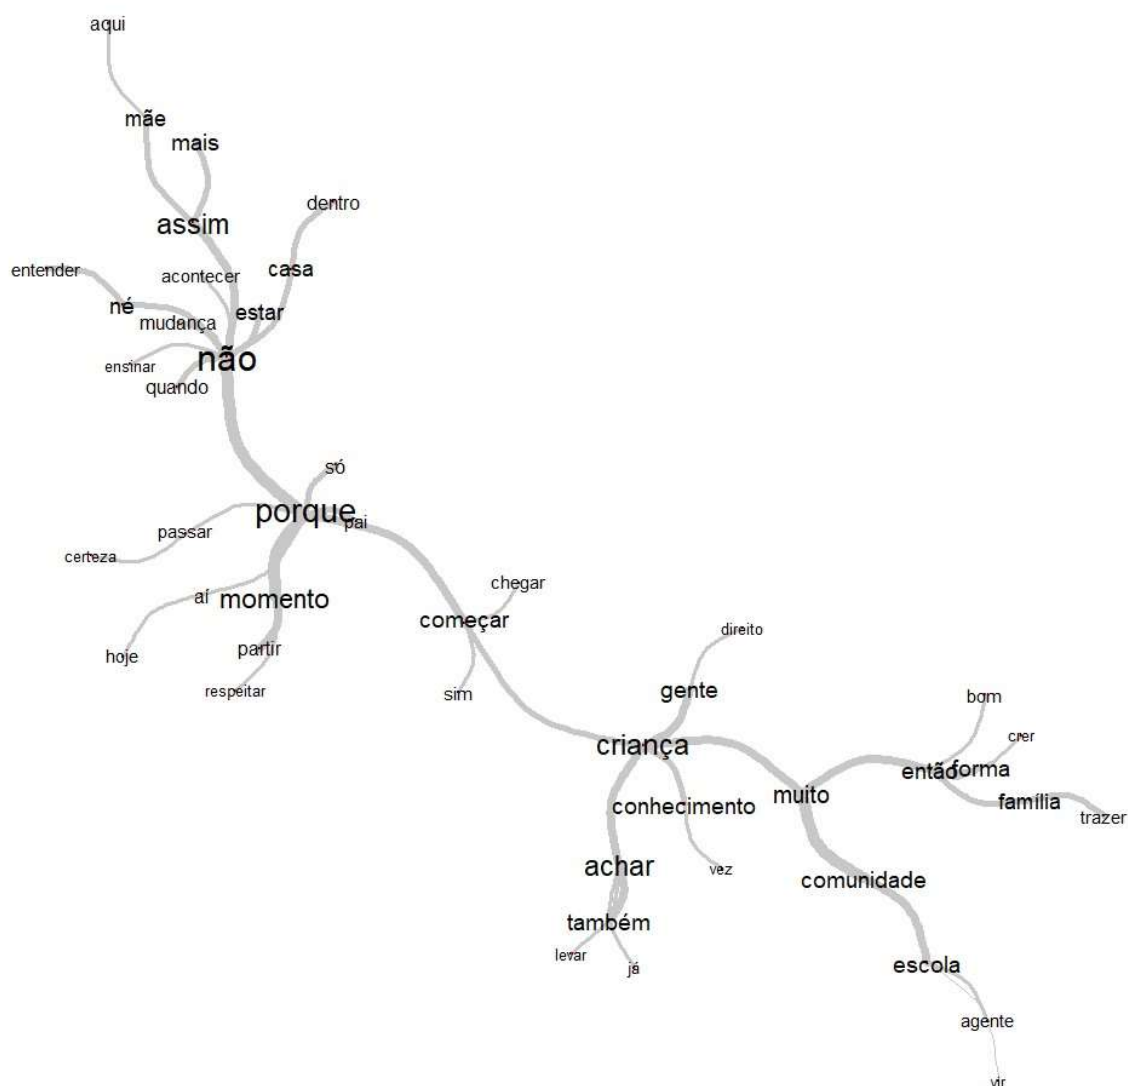 aqui
mãe
mais
assim
dentro
entender
acontecer
casa
né
mudança
estar
ensinar
não
quando
só
porque
pai
passar
certeza
chegar
aí
momento
começar
direito
hoje
partir
respeitar
sim
gente
bom
criança
crer
então
forma
conhecimento
muito
família
trazer
achar
vez
comunidade
também
levar
já
escola
agente
vir